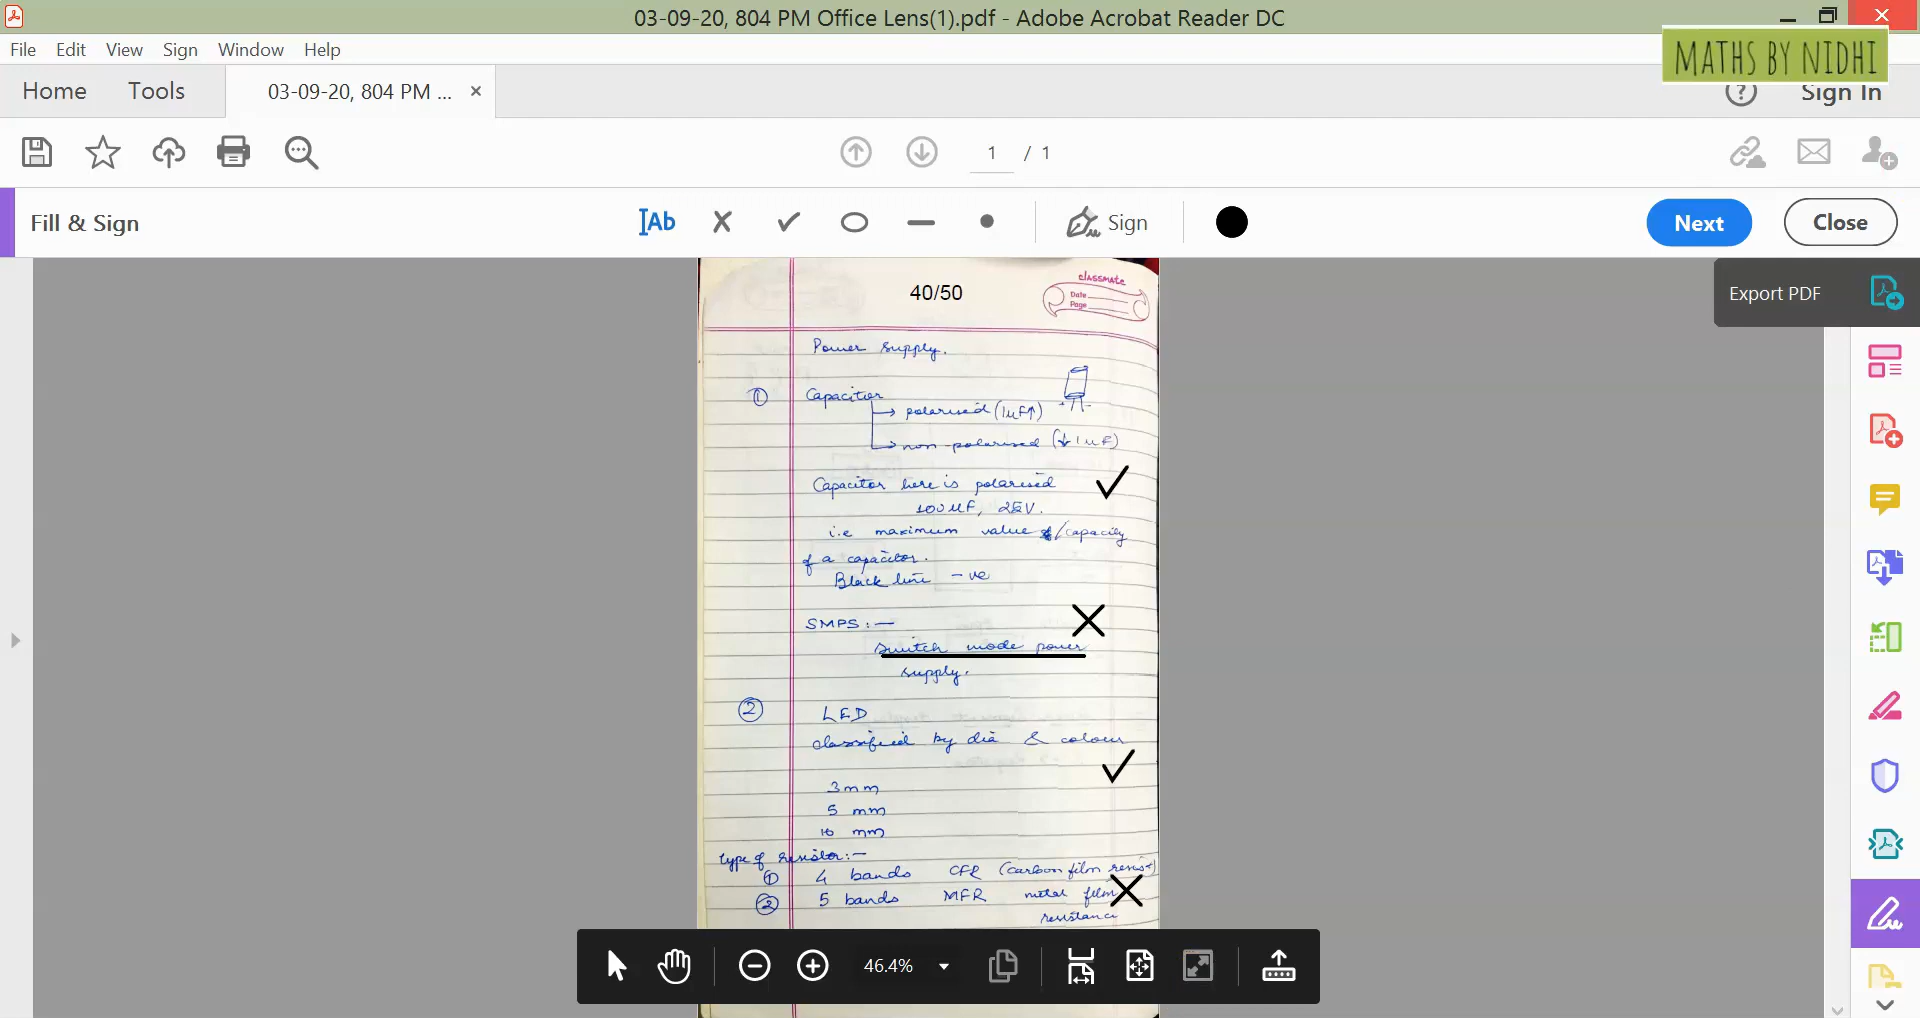 03-09-20, 804 PM Office Lens(1).pdf - Adobe Acrobat Reader DC
File Edit View Sign Window Help
MATHS BY NIDHI
Home Tools 03-09-20, 804 PM ... × Sign In
1 / 1
Fill & Sign Ab Sign Next Close
Export PDF
classmate
40/50
Date
Page
Power supply.
① Capacitor
→ polarised (1uF↑)
→ non-polarised (↓1uF)
Capacitor here is polarised
100uF, 25V.
i.e maximum value /capacity
of a capacitor.
Black line -ve
SMPS:-
Switch mode power
supply.
② LED
classified by dia & colour
3mm
5 mm
10 mm
Type of resistor:-
① 4 bands CFR (carbon film resist)
② 5 bands MFR metal film
resistance
46.4%